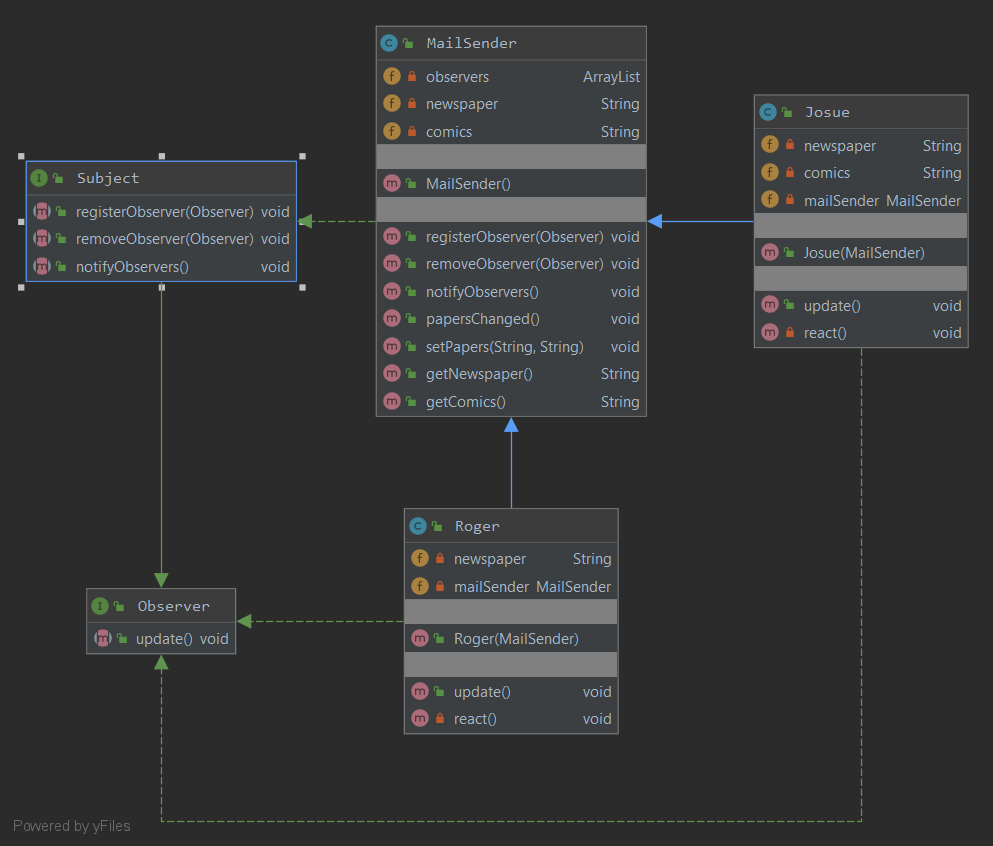 MailSender
observers ArrayList
newspaper String
comics String
MailSender()
registerObserver(Observer) void
removeObserver(Observer) void
notifyObservers() void
papersChanged() void
setPapers(String, String) void
getNewspaper() String
getComics() String
Josue
newspaper String
comics String
mailSender MailSender
Josue(MailSender)
update() void
react() void
Subject
registerObserver(Observer) void
removeObserver(Observer) void
notifyObservers() void
Roger
newspaper String
mailSender MailSender
Roger(MailSender)
update() void
react() void
Observer
update() void
Powered by yFiles